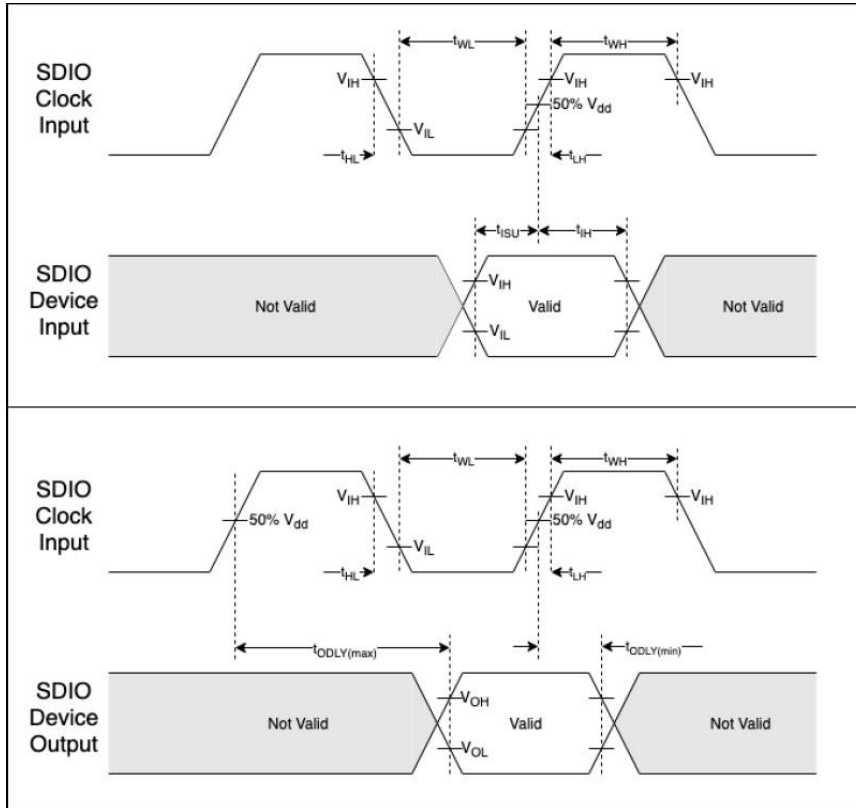 SDIO
Clock
Input
tWL
tWH
VIH
VIH
VIH
50% Vdd
VIL
tHL
tLH
SDIO
Device
Input
tISU
tIH
Not Valid
VIH
Valid
VIL
Not Valid
SDIO
Clock
Input
tWL
tWH
VIH
VIH
VIH
50% Vdd
50% Vdd
VIL
tHL
tLH
SDIO
Device
Output
tODLY(max)
tODLY(min)
Not Valid
VOH
Valid
VOL
Not Valid